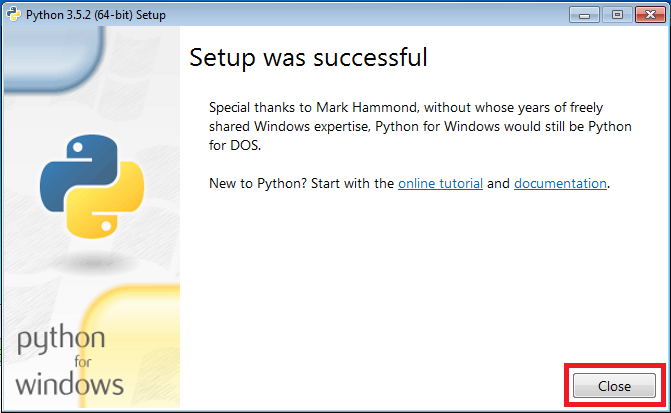 Python 3.5.2 (64-bit) Setup
Setup was successful
Special thanks to Mark Hammond, without whose years of freely
shared Windows expertise, Python for Windows would still be Python
for DOS.
New to Python? Start with the online tutorial and documentation.
python
for
windows
Close